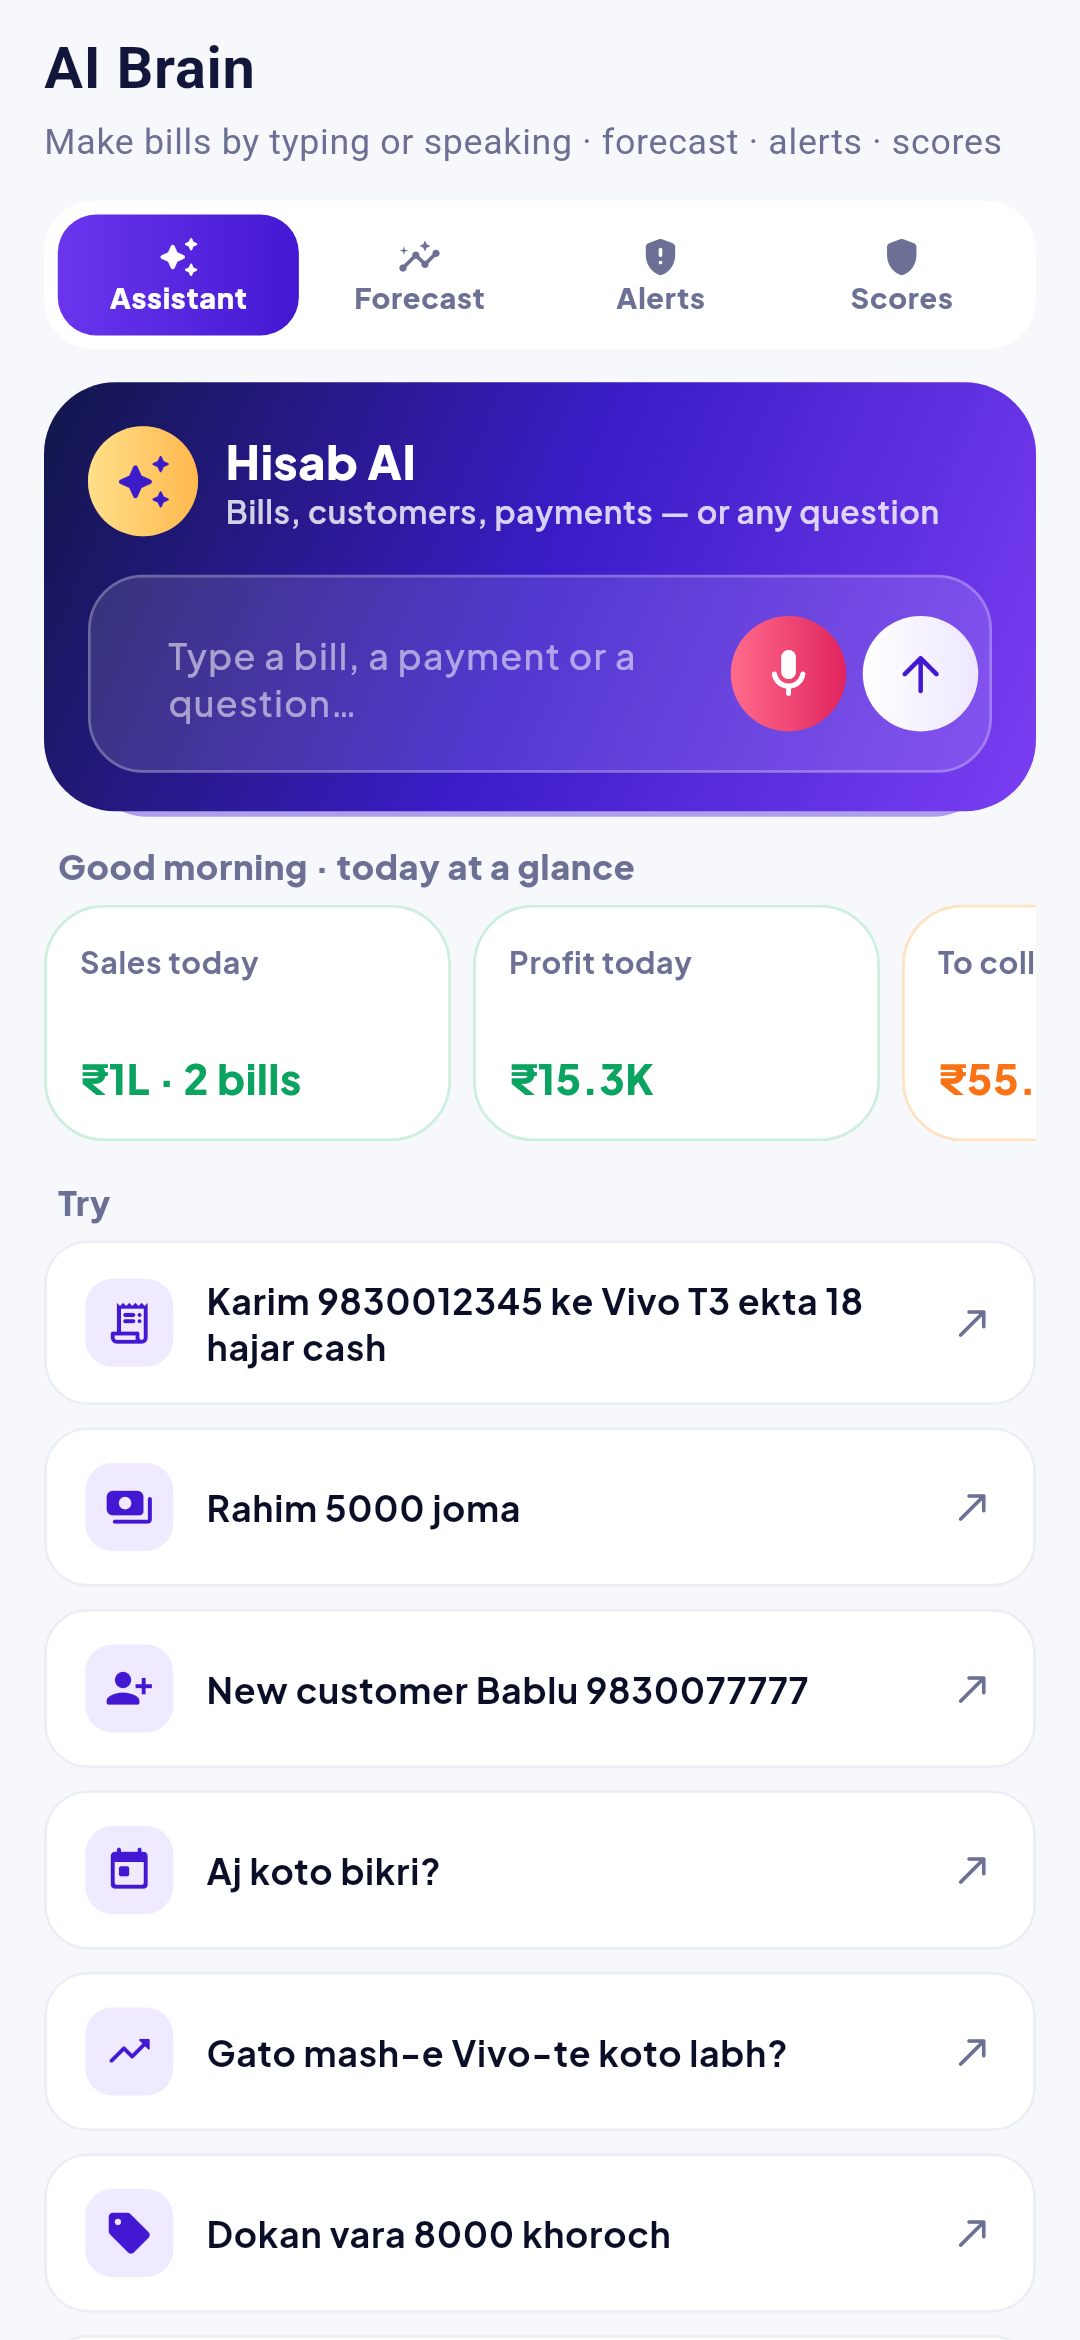 AI Brain
Make bills by typing or speaking · forecast · alerts · scores
Assistant
Forecast
Alerts
Scores
Hisab AI
Bills, customers, payments — or any question
Type a bill, a payment or a
question...
Good morning · today at a glance
Sales today
Profit today
To coll
₹1L · 2 bills
₹15.3K
₹55.
Try
Karim 9830012345 ke Vivo T3 ekta 18
hajar cash
Rahim 5000 joma
New customer Bablu 9830077777
Aj koto bikri?
Gato mash-e Vivo-te koto labh?
Dokan vara 8000 khoroch